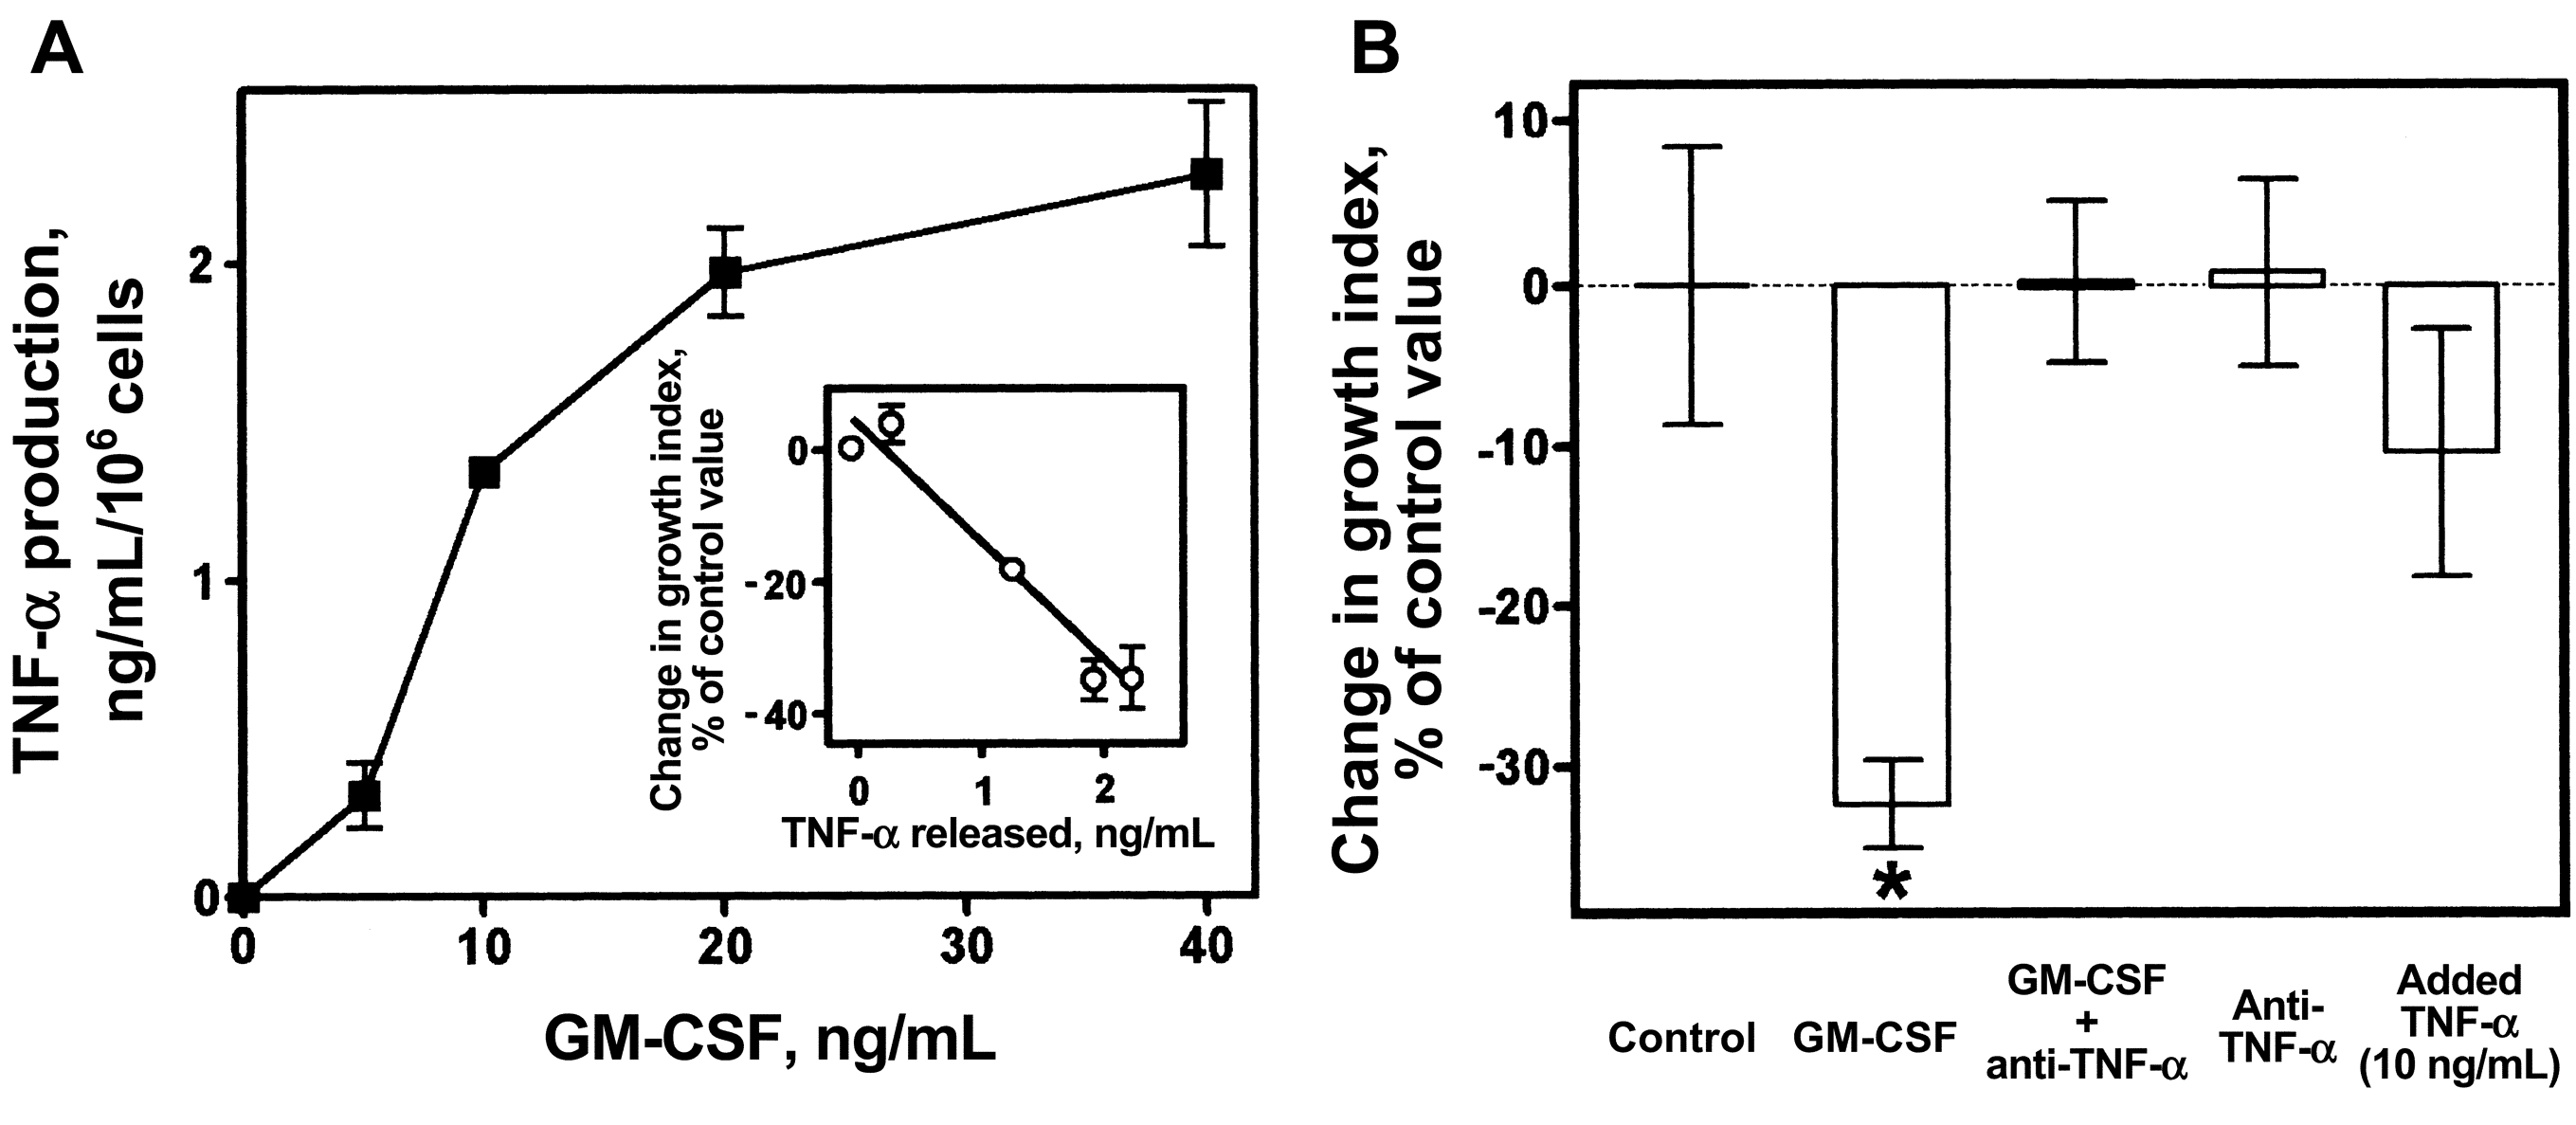 A
TNF-α production,
ng/mL/10⁶ cells
2
1
0
0 10 20 30 40
GM-CSF, ng/mL
Change in growth index,
% of control value
0
-20
-40
0 1 2
TNF-α released, ng/mL
B
Change in growth index,
% of control value
10
0
-10
-20
-30
*
Control
GM-CSF
GM-CSF
+
anti-TNF-α
Anti-
TNF-α
Added
TNF-α
(10 ng/mL)